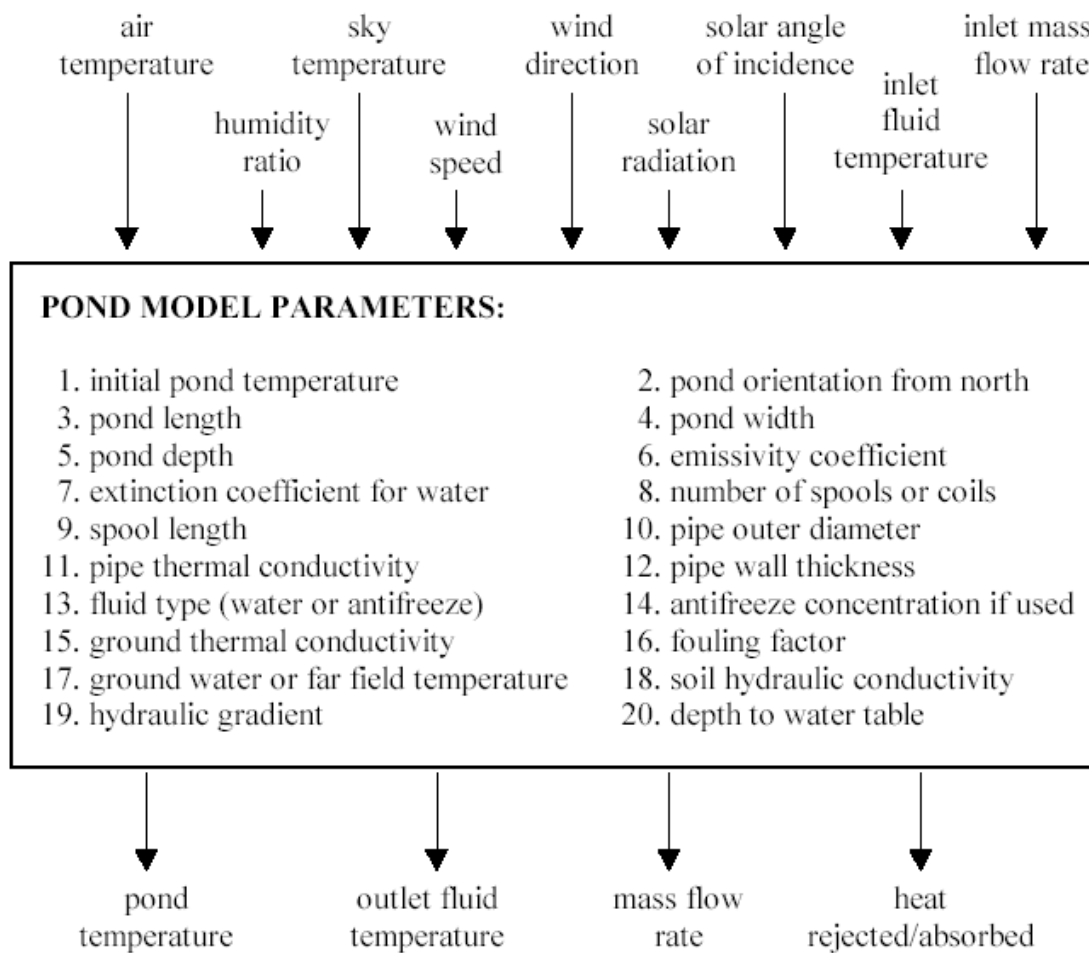 air
temperature
humidity
ratio
sky
temperature
wind
speed
wind
direction
solar
radiation
solar angle
of incidence
inlet
fluid
temperature
inlet mass
flow rate
POND MODEL PARAMETERS:
1. initial pond temperature
2. pond orientation from north
3. pond length
4. pond width
5. pond depth
6. emissivity coefficient
7. extinction coefficient for water
8. number of spools or coils
9. spool length
10. pipe outer diameter
11. pipe thermal conductivity
12. pipe wall thickness
13. fluid type (water or antifreeze)
14. antifreeze concentration if used
15. ground thermal conductivity
16. fouling factor
17. ground water or far field temperature
18. soil hydraulic conductivity
19. hydraulic gradient
20. depth to water table
pond
temperature
outlet fluid
temperature
mass flow
rate
heat
rejected/absorbed